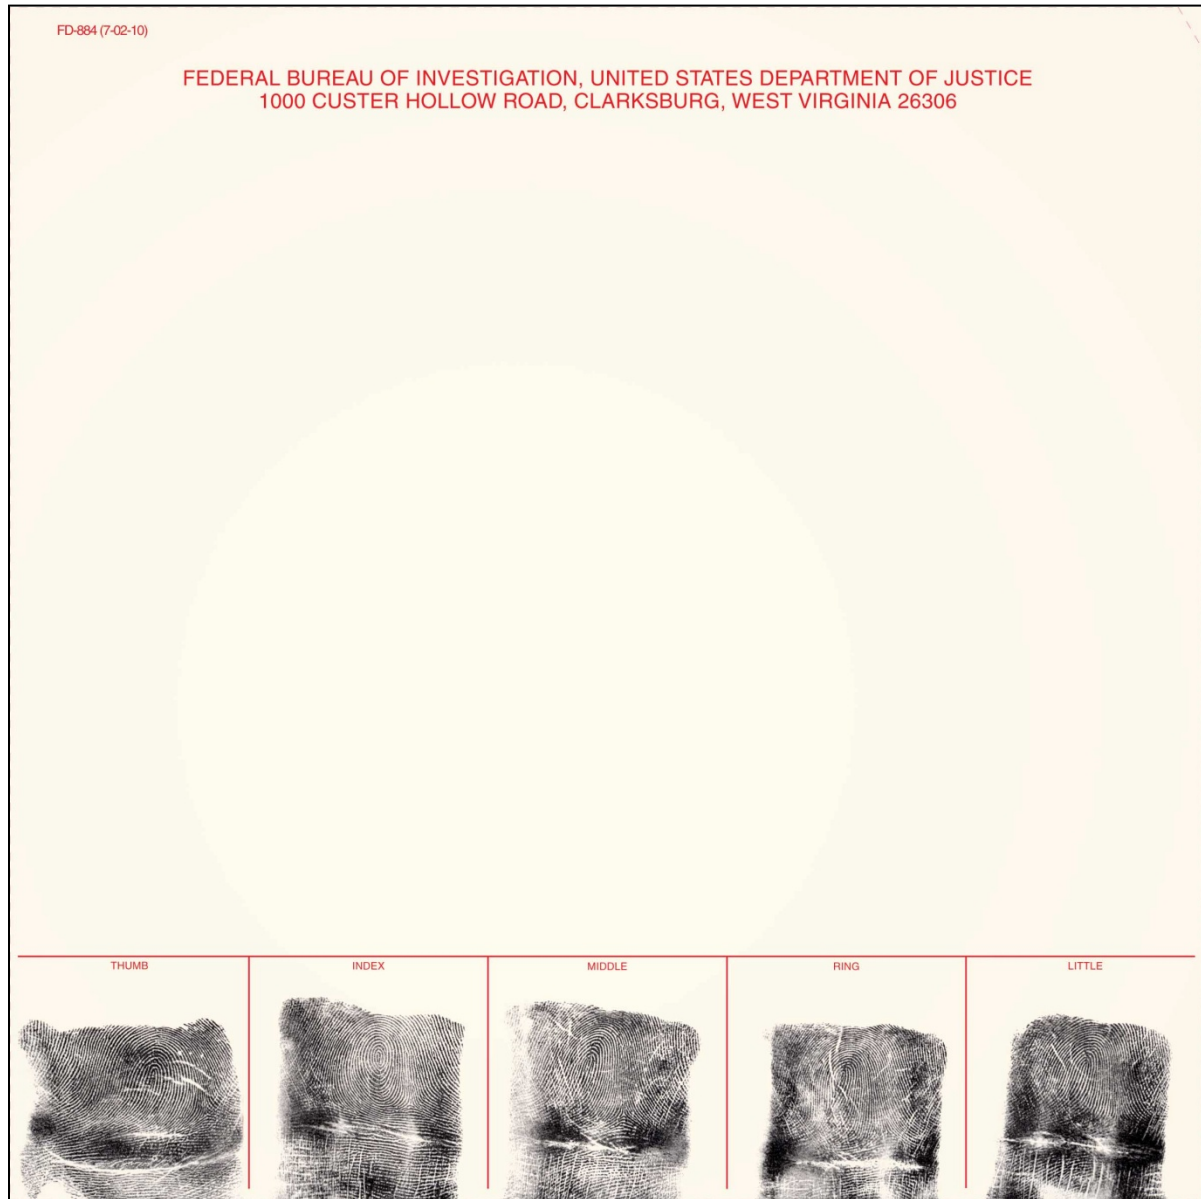 FD-884 (7-02-10)
FEDERAL BUREAU OF INVESTIGATION, UNITED STATES DEPARTMENT OF JUSTICE
1000 CUSTER HOLLOW ROAD, CLARKSBURG, WEST VIRGINIA 26306
THUMB
INDEX
MIDDLE
RING
LITTLE